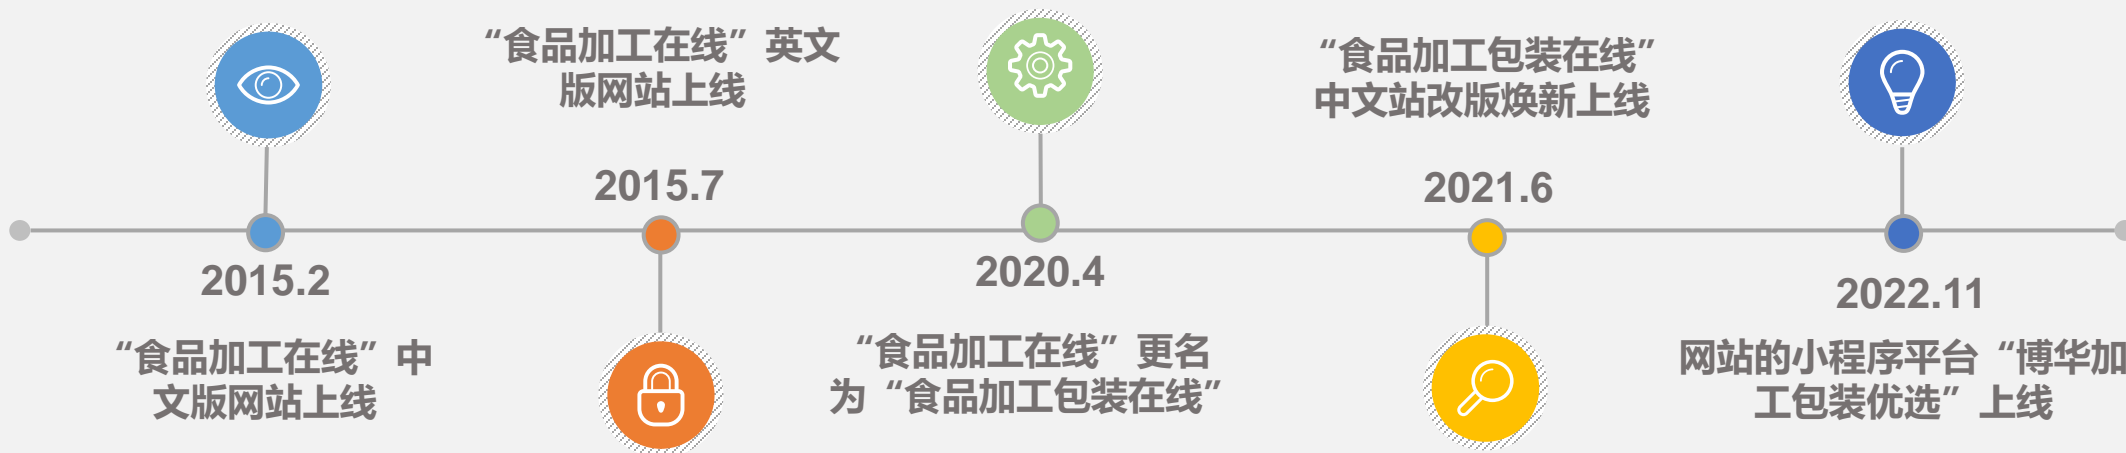 2015.2
“食品加工在线”中
文版网站上线
“食品加工在线”英文
版网站上线
2015.7
2020.4
“食品加工在线”更名
为“食品加工包装在线”
“食品加工包装在线”
中文站改版焕新上线
2021.6
2022.11
网站的小程序平台“博华加
工包装优选”上线